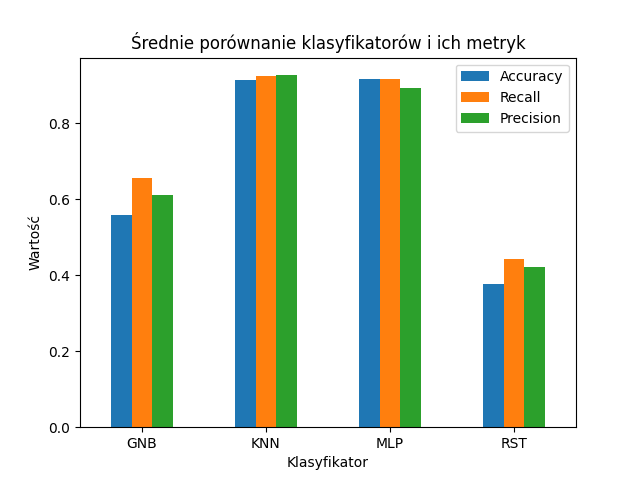 Średnie porównanie klasyfikatorów i ich metryk
Accuracy
Recall
Precision
Wartość
0.8
0.6
0.4
0.2
0.0
GNB KNN MLP RST
Klasyfikator